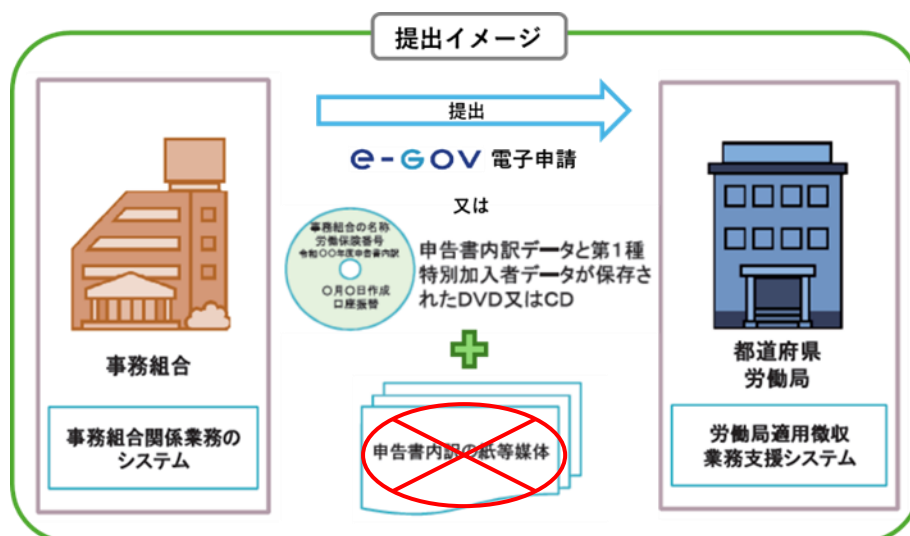 提出イメージ
提出
e-GOV 電子申請
又は
事務組合の名称
労働保険番号
令和〇〇年度申告書内訳
〇月〇日作成
口座振替
申告書内訳データと第1種
特別加入者データが保存さ
れたDVD又はCD
申告書内訳の紙等媒体
事務組合
事務組合関係業務の
システム
都道府県
労働局
労働局適用徴収
業務支援システム